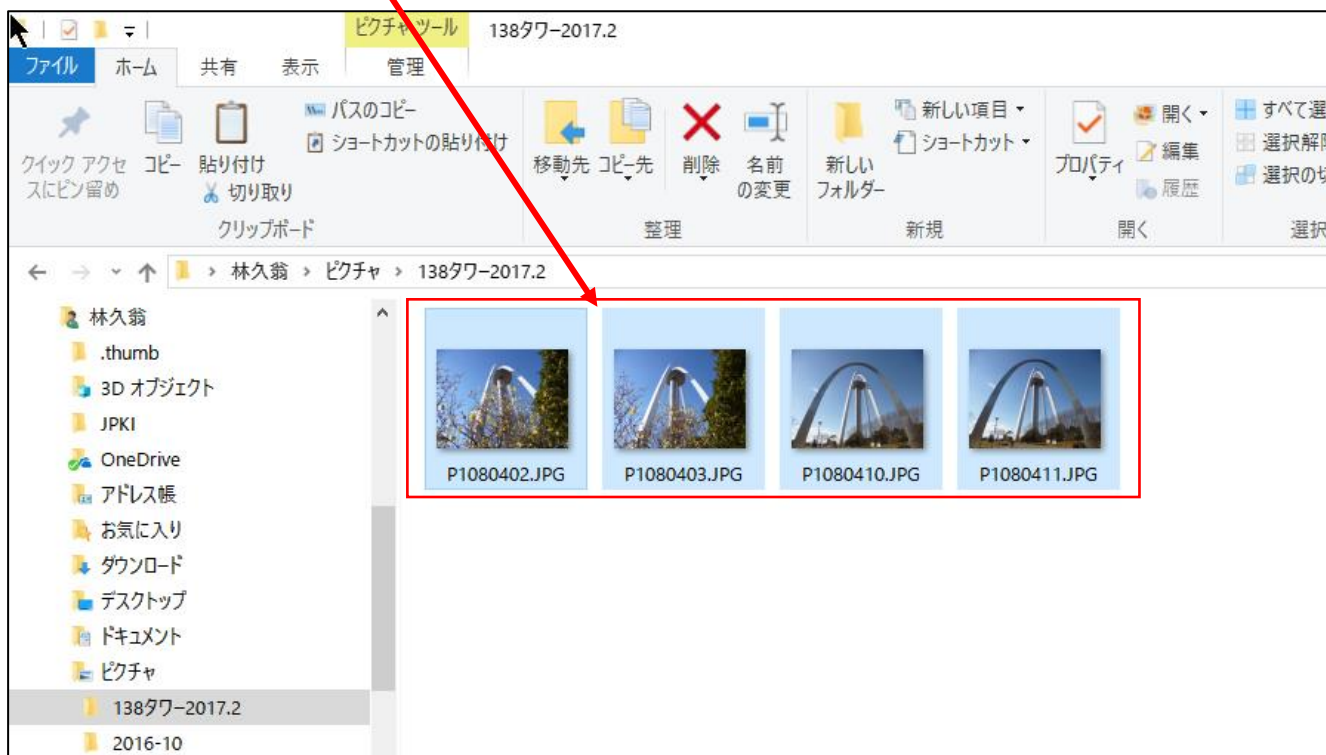 ピクチャ ツール
138タワー2017.2
ファイル ホーム 共有 表示 管理
クイック アクセ
スにピン留め
コピー
貼り付け
パスのコピー
ショートカットの貼り付け
切り取り
クリップボード
移動先
コピー先
削除
名前
の変更
整理
新しい
フォルダー
新しい項目
ショートカット
新規
プロパティ
開く
編集
履歴
開く
すべて選
選択解除
選択の切
選択
林久翁 › ピクチャ › 138タワー2017.2
林久翁
.thumb
3D オブジェクト
JPKI
OneDrive
アドレス帳
お気に入り
ダウンロード
デスクトップ
ドキュメント
ピクチャ
138タワー2017.2
2016-10
P1080402.JPG P1080403.JPG P1080410.JPG P1080411.JPG